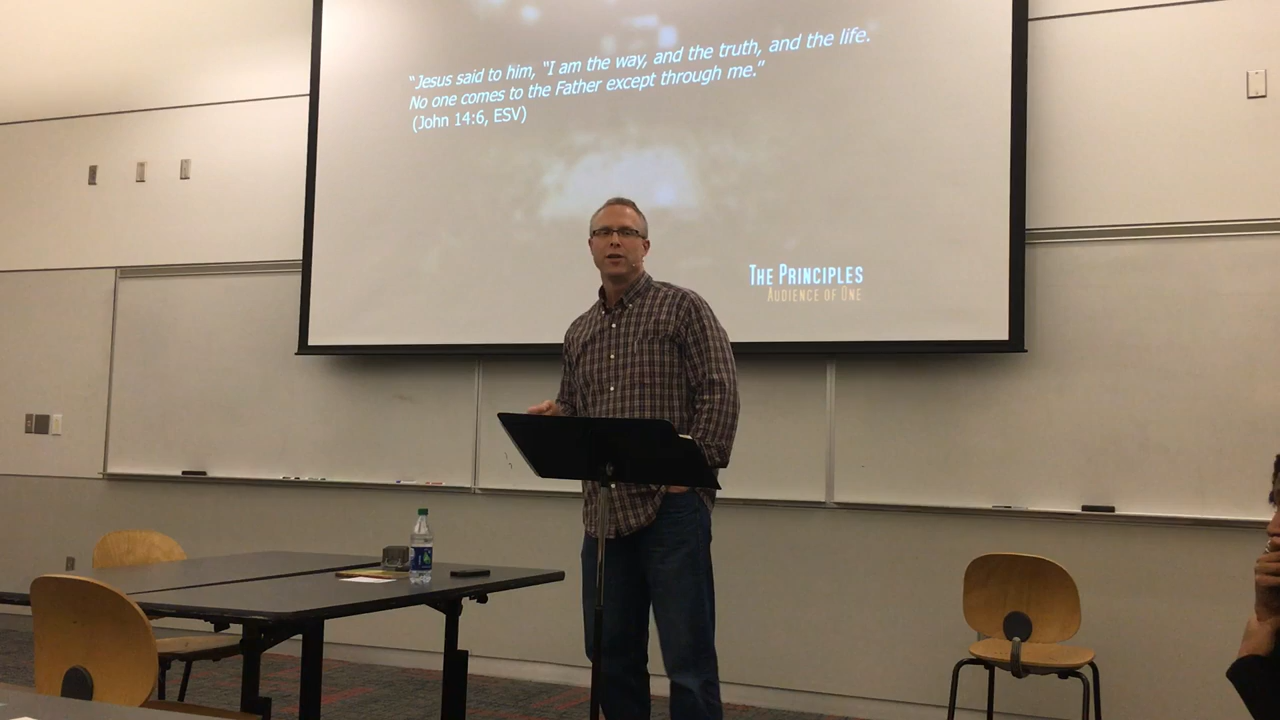 “Jesus said to him, “I am the way, and the truth, and the life.
No one comes to the Father except through me.”
(John 14:6, ESV)
The Principles
Audience of One